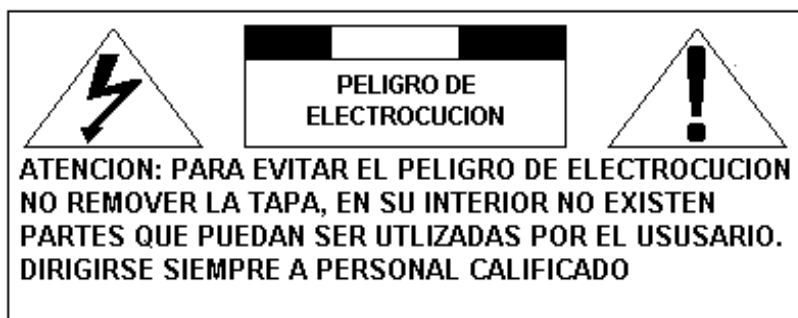 PELIGRO DE
ELECTROCUCION
ATENCION: PARA EVITAR EL PELIGRO DE ELECTROCUCION
NO REMOVER LA TAPA, EN SU INTERIOR NO EXISTEN
PARTES QUE PUEDAN SER UTLIZADAS POR EL USUSARIO.
DIRIGIRSE SIEMPRE A PERSONAL CALIFICADO